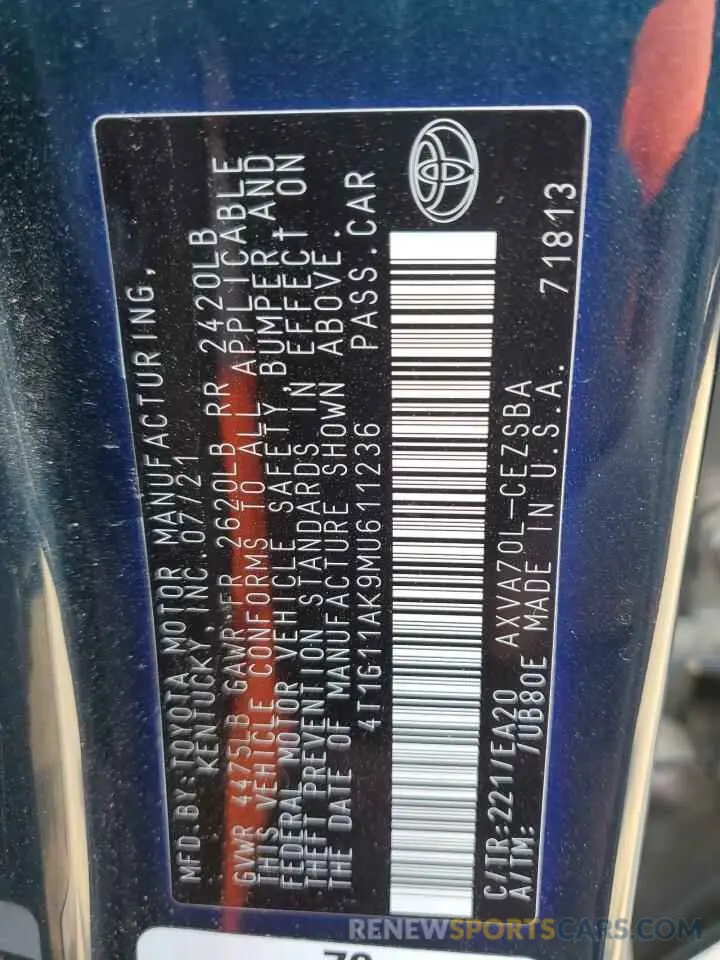 MFD. BY: TOYOTA MOTOR MANUFACTURING,
KENTUCKY, INC. 07/21
GVWR 4475LB GAWR FR 2620LB RR 2420LB
THIS VEHICLE CONFORMS TO ALL APPLICABLE
FEDERAL MOTOR VEHICLE SAFETY, BUMPER AND
THEFT PREVENTION STANDARDS IN EFFECT ON
THE DATE OF MANUFACTURE SHOWN ABOVE.
4T1G11AK9MU611236 PASS.CAR
C/TR:221/EA20 AXVA70L-CEZSBA 71813
A/TM: /UB80E MADE IN U.S.A.
RENEWSPORTSCARS.COM